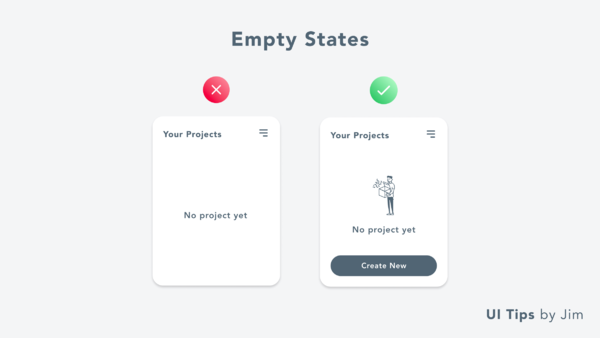 Empty States
Your Projects
No project yet
Your Projects
No project yet
Create New
UI Tips by Jim